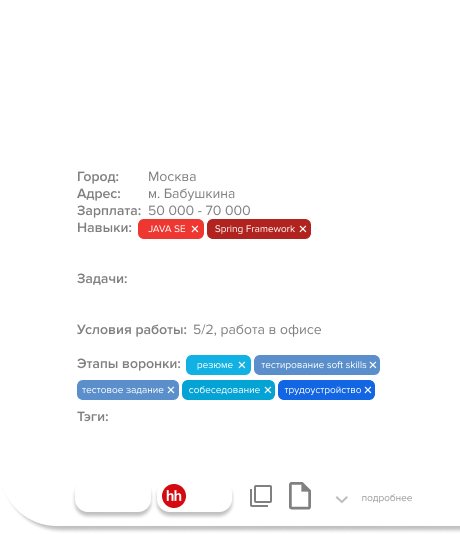 Город: Москва
Адрес: м. Бабушкина
Зарплата: 50 000 - 70 000
Навыки: JAVA SE × Spring Framework ×
Задачи:
Условия работы: 5/2, работа в офисе
Этапы воронки: резюме × тестирование soft skills ×
тестовое задание × собеседование × трудоустройство ×
Тэги:
hh подробнее